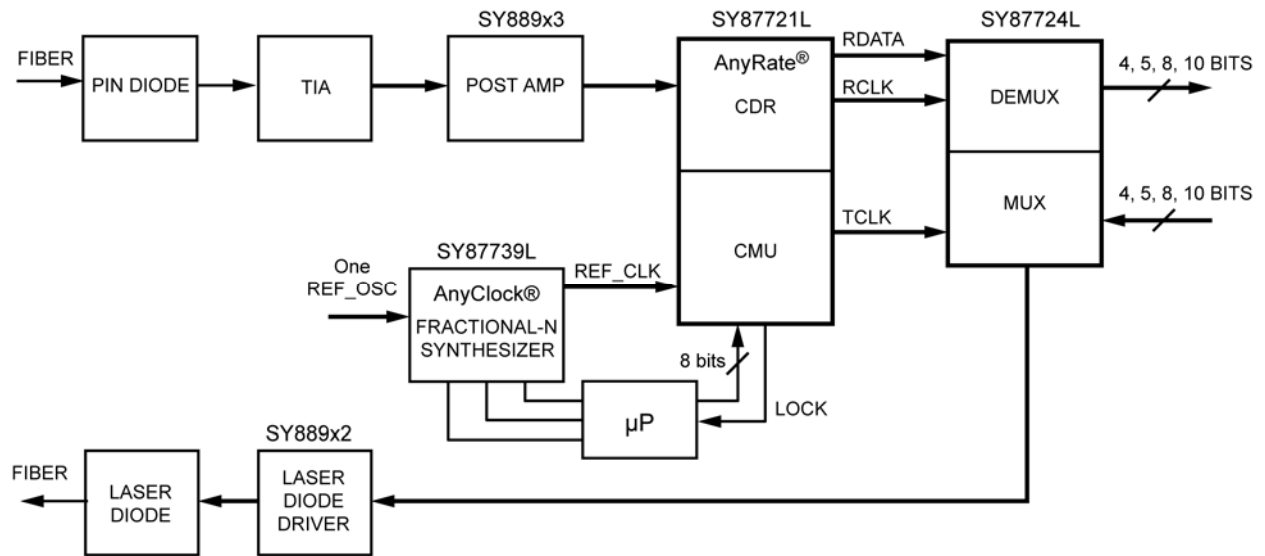 SY889x3
SY87721L
SY87724L
FIBER
PIN DIODE
TIA
POST AMP
AnyRate®
CDR
RDATA
RCLK
DEMUX
4, 5, 8, 10 BITS
CMU
TCLK
MUX
4, 5, 8, 10 BITS
SY87739L
One
REF_OSC
AnyClock®
FRACTIONAL-N
SYNTHESIZER
REF_CLK
8 bits
LOCK
µP
SY889x2
FIBER
LASER
DIODE
LASER
DIODE
DRIVER